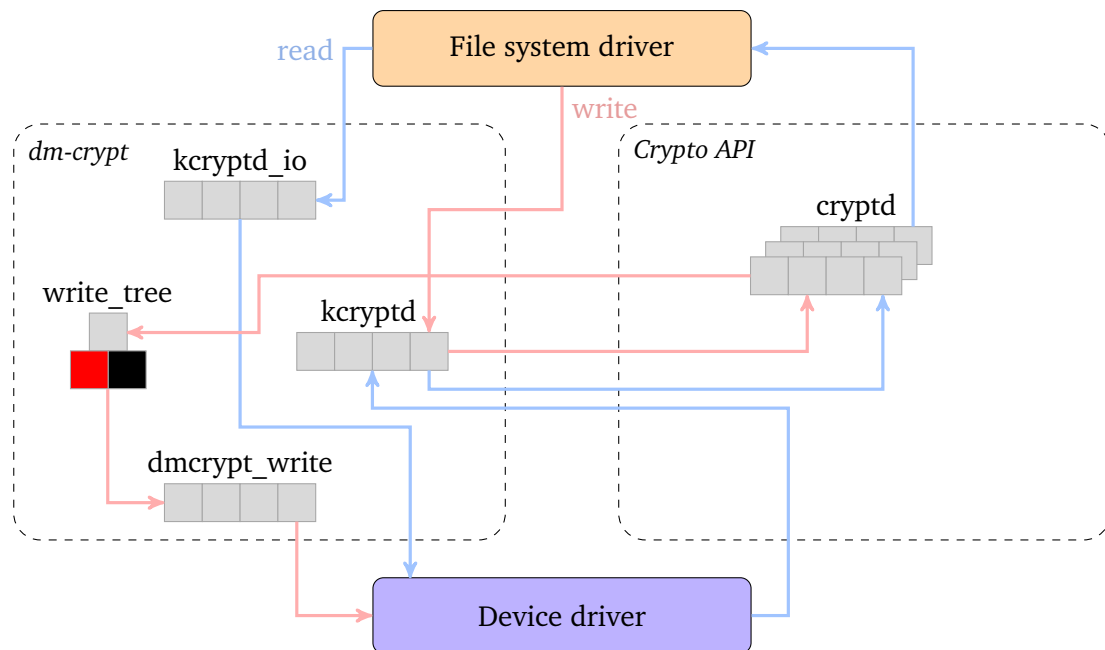 File system driver
read
write
dm-crypt
Crypto API
kcryptd_io
cryptd
write_tree
kcryptd
dmcrypt_write
Device driver